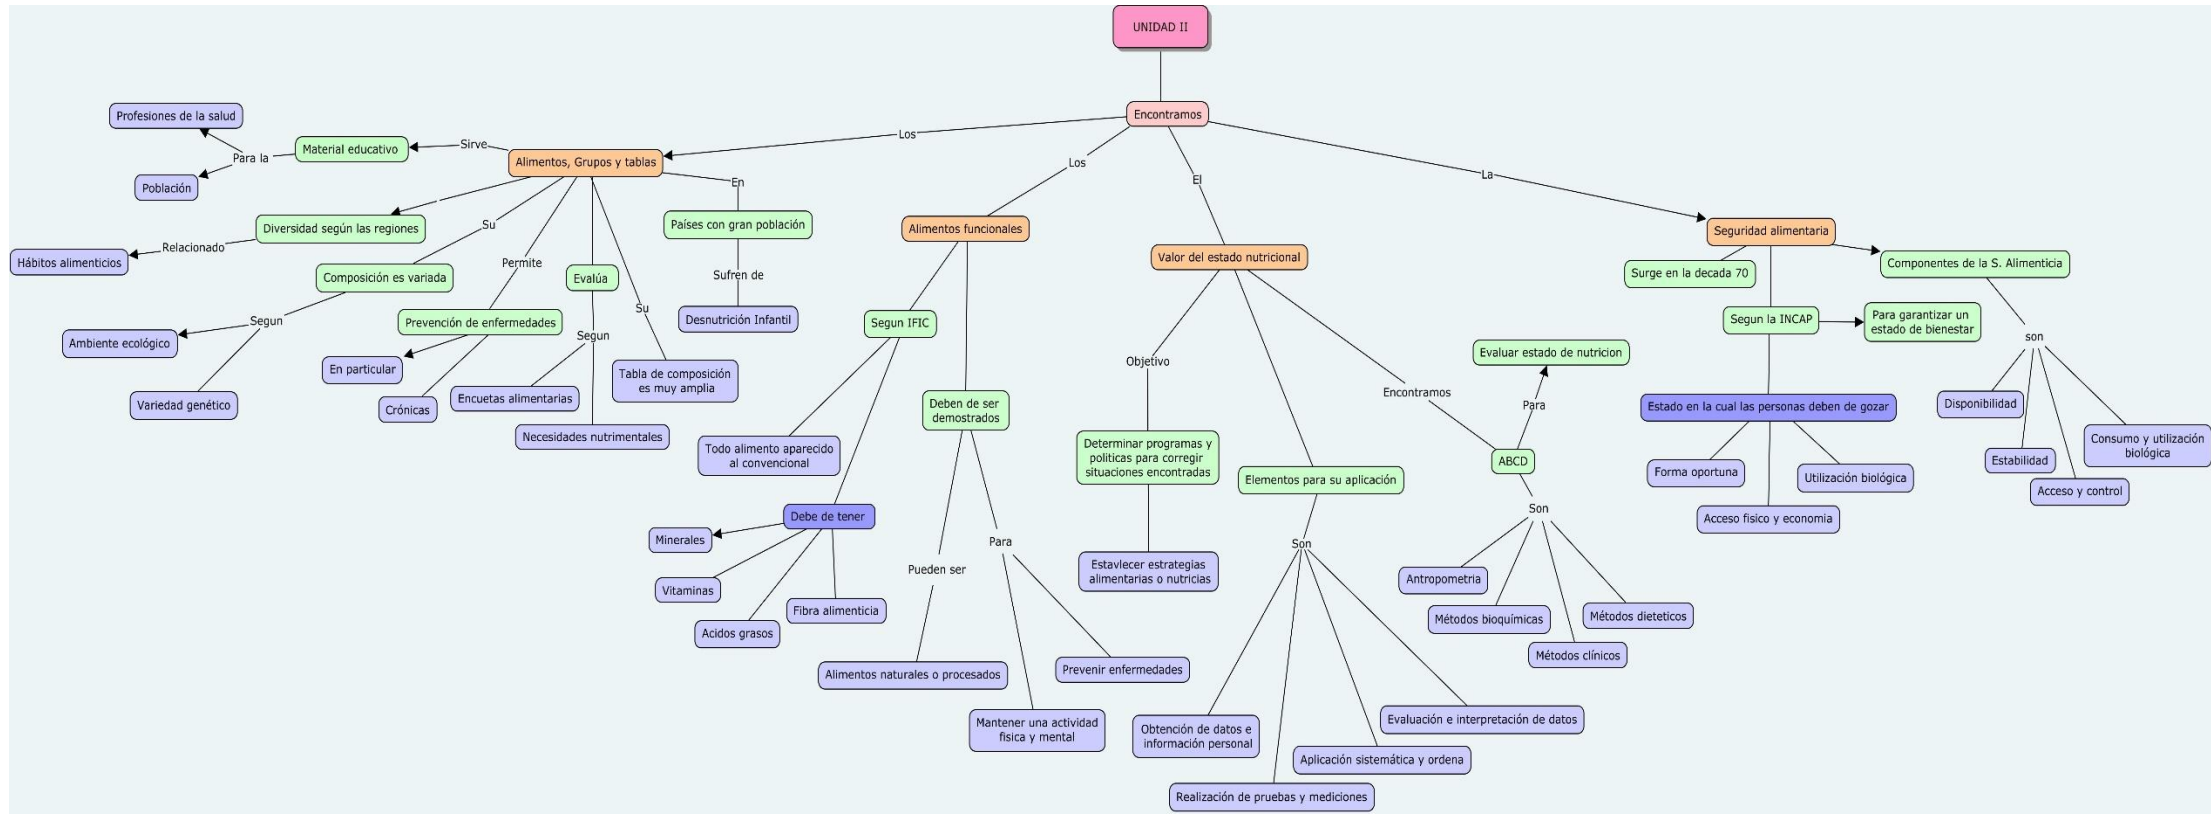 UNIDAD II
Encontramos
Los
Los
El
La
Alimentos, Grupos y tablas
Sirve
Material educativo
Para la
Profesiones de la salud
Población
Diversidad según las regiones
Relacionado
Hábitos alimenticios
Su
Composición es variada
Segun
Ambiente ecológico
Variedad genético
Permite
Prevención de enfermedades
En particular
Crónicas
Evalúa
Segun
Encuetas alimentarias
Necesidades nutrimentales
Su
Tabla de composición
es muy amplia
En
Países con gran población
Sufren de
Desnutrición Infantil
Alimentos funcionales
Segun IFIC
Todo alimento aparecido
al convencional
Debe de tener
Minerales
Vitaminas
Acidos grasos
Fibra alimenticia
Deben de ser
demostrados
Pueden ser
Alimentos naturales o procesados
Para
Mantener una actividad
fisica y mental
Prevenir enfermedades
Valor del estado nutricional
Objetivo
Determinar programas y
politicas para corregir
situaciones encontradas
Estavlecer estrategias
alimentarias o nutricias
Elementos para su aplicación
Son
Obtención de datos e
información personal
Realización de pruebas y mediciones
Aplicación sistemática y ordena
Evaluación e interpretación de datos
Encontramos
ABCD
Para
Evaluar estado de nutricion
Son
Antropometria
Métodos bioquímicas
Métodos clínicos
Métodos dieteticos
Seguridad alimentaria
Surge en la decada 70
Segun la INCAP
Para garantizar un
estado de bienestar
Estado en la cual las personas deben de gozar
Forma oportuna
Acceso fisico y economia
Utilización biológica
Componentes de la S. Alimenticia
son
Disponibilidad
Estabilidad
Acceso y control
Consumo y utilización
biológica